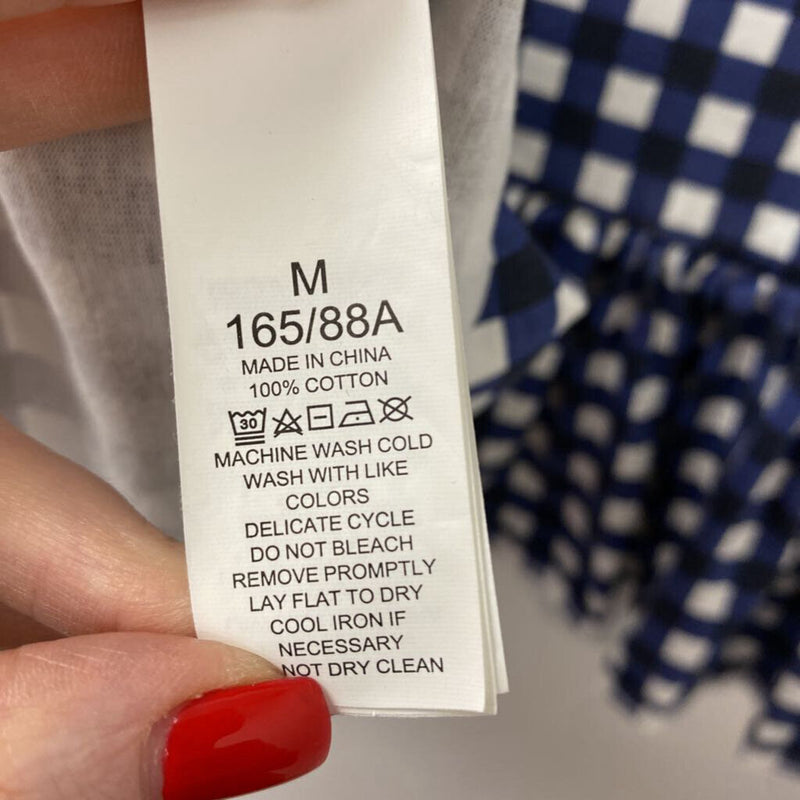 M
165/88A
MADE IN CHINA
100% COTTON
30
MACHINE WASH COLD
WASH WITH LIKE
COLORS
DELICATE CYCLE
DO NOT BLEACH
REMOVE PROMPTLY
LAY FLAT TO DRY
COOL IRON IF
NECESSARY
NOT DRY CLEAN